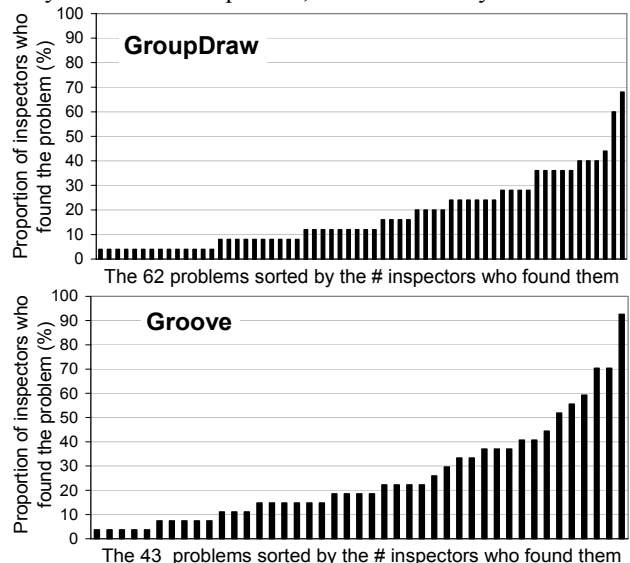 GroupDraw
Proportion of inspectors who
found the problem (%)
100
90
80
70
60
50
40
30
20
10
0
The 62 problems sorted by the # inspectors who found them
Groove
Proportion of inspectors who
found the problem (%)
100
90
80
70
60
50
40
30
20
10
0
The 43 problems sorted by the # inspectors who found them